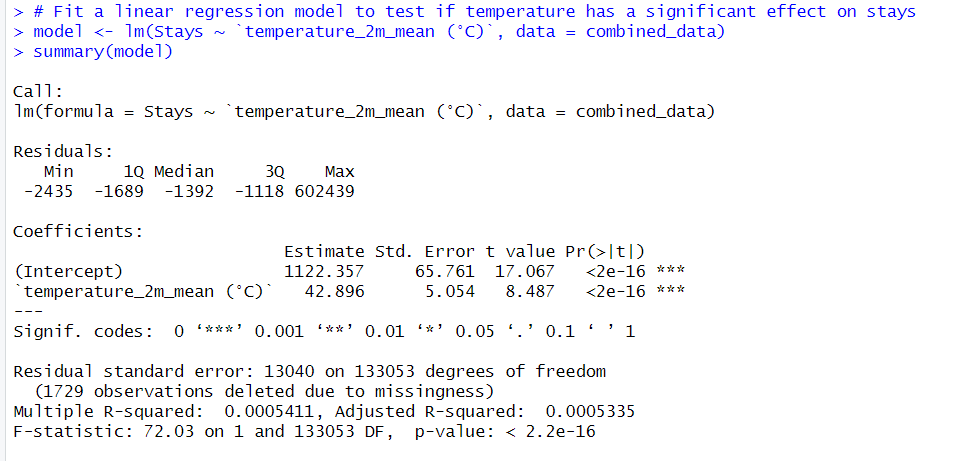 > # Fit a linear regression model to test if temperature has a significant effect on stays
> model <- lm(Stays ~ `temperature_2m_mean (°C)`, data = combined_data)
> summary(model)
Call:
lm(formula = Stays ~ `temperature_2m_mean (°C)`, data = combined_data)
Residuals:
   Min     1Q Median     3Q    Max
 -2435  -1689  -1392  -1118 602439
Coefficients:
                           Estimate Std. Error t value Pr(>|t|)
(Intercept)                1122.357     65.761  17.067   <2e-16 ***
`temperature_2m_mean (°C)`   42.896      5.054   8.487   <2e-16 ***
---
Signif. codes:  0 ‘***’ 0.001 ‘**’ 0.01 ‘*’ 0.05 ‘.’ 0.1 ‘ ’ 1
Residual standard error: 13040 on 133053 degrees of freedom
  (1729 observations deleted due to missingness)
Multiple R-squared:  0.0005411, Adjusted R-squared:  0.0005335
F-statistic: 72.03 on 1 and 133053 DF,  p-value: < 2.2e-16